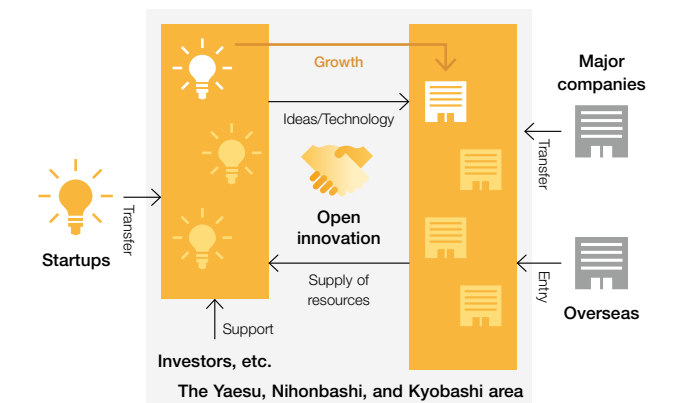 Growth
Major
companies
Ideas/Technology
Transfer
Open
innovation
Startups
Transfer
Supply of
resources
Entry
Overseas
Support
Investors, etc.
The Yaesu, Nihonbashi, and Kyobashi area